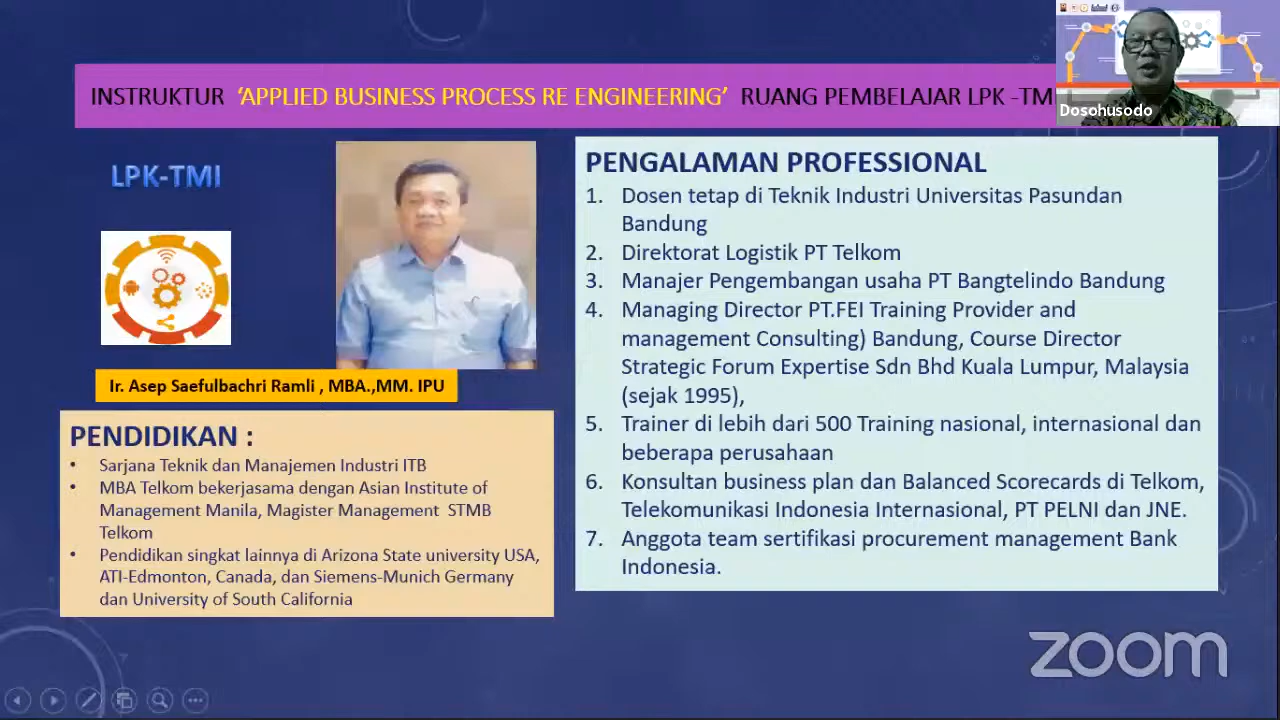 INSTRUKTUR ‘APPLIED BUSINESS PROCESS RE ENGINEERING’ RUANG PEMBELAJAR LPK -TM
Dosohusodo
LPK-TMI
Ir. Asep Saefulbachri Ramli , MBA.,MM. IPU
PENDIDIKAN :
• Sarjana Teknik dan Manajemen Industri ITB
• MBA Telkom bekerjasama dengan Asian Institute of
Management Manila, Magister Management STMB
Telkom
• Pendidikan singkat lainnya di Arizona State university USA,
ATI-Edmonton, Canada, dan Siemens-Munich Germany
dan University of South California
PENGALAMAN PROFESSIONAL
1. Dosen tetap di Teknik Industri Universitas Pasundan
Bandung
2. Direktorat Logistik PT Telkom
3. Manajer Pengembangan usaha PT Bangtelindo Bandung
4. Managing Director PT.FEI Training Provider and
management Consulting) Bandung, Course Director
Strategic Forum Expertise Sdn Bhd Kuala Lumpur, Malaysia
(sejak 1995),
5. Trainer di lebih dari 500 Training nasional, internasional dan
beberapa perusahaan
6. Konsultan business plan dan Balanced Scorecards di Telkom,
Telekomunikasi Indonesia Internasional, PT PELNI dan JNE.
7. Anggota team sertifikasi procurement management Bank
Indonesia.
zoom